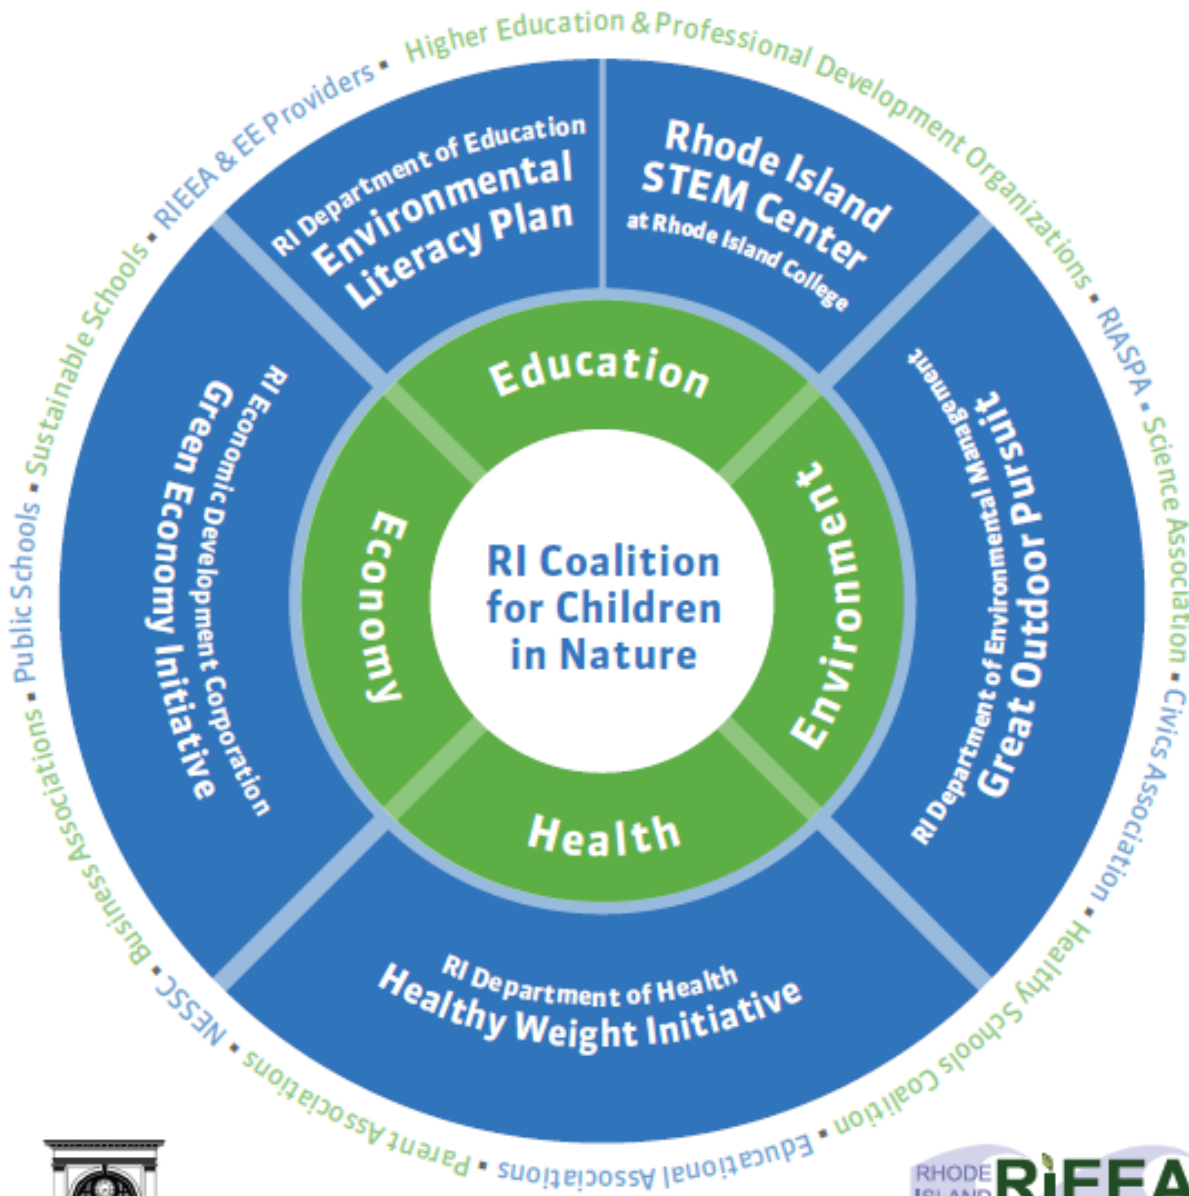 Higher Education & Professional Development Organizations ▪ RIASPA ▪ Science Association ▪ Civics Association ▪ Healthy Schools Coalition ▪ Educational Associations ▪ Parent Associations ▪ NESSC ▪ Business Associations ▪ Public Schools ▪ Sustainable Schools ▪ RIEEA & EE Providers ▪
RI Department of Education
Environmental
Literacy Plan
Rhode Island
STEM Center
at Rhode Island College
RI Department of Environmental Management
Great Outdoor Pursuit
RI Department of Health
Healthy Weight Initiative
RI Economic Development Corporation
Green Economy Initiative
Education
Environment
Health
Economy
RI Coalition
for Children
in Nature
RHODE
ISLAND
RiEEA